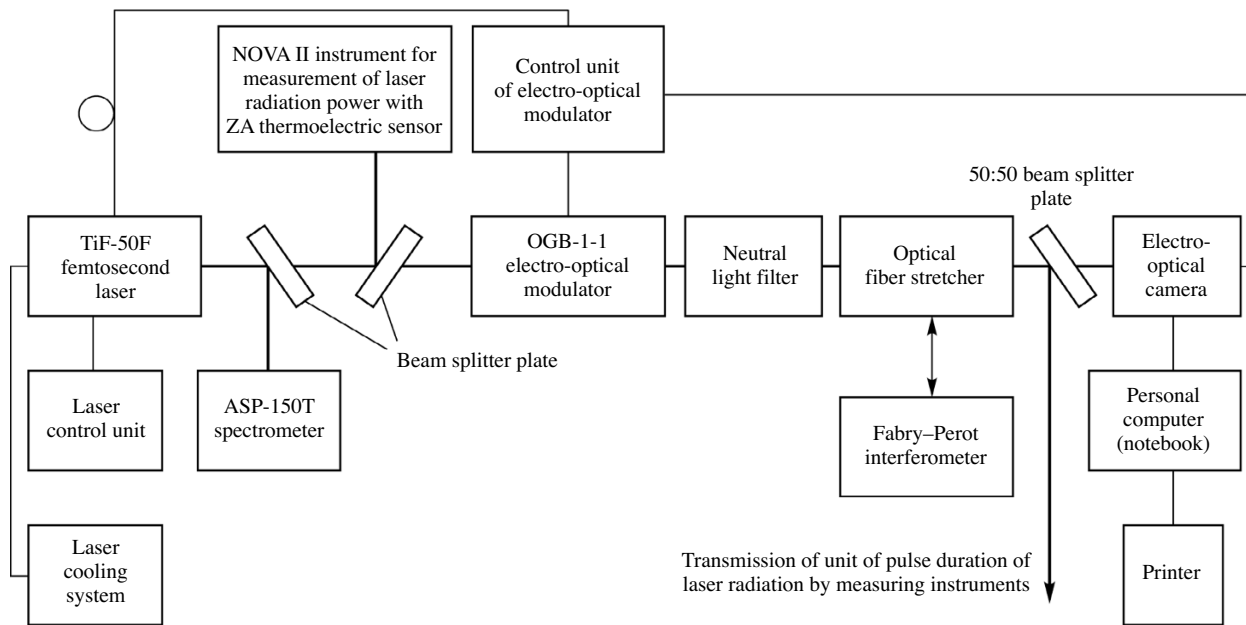 NOVA II instrument for
measurement of laser
radiation power with
ZA thermoelectric sensor
Control unit
of electro-optical
modulator
50:50 beam splitter
plate
TiF-50F
femtosecond
laser
OGB-1-1
electro-optical
modulator
Neutral
light filter
Optical
fiber stretcher
Electro-
optical
camera
Beam splitter plate
Laser
control unit
ASP-150T
spectrometer
Fabry–Perot
interferometer
Personal
computer
(notebook)
Laser
cooling
system
Transmission of unit of pulse duration of
laser radiation by measuring instruments
Printer